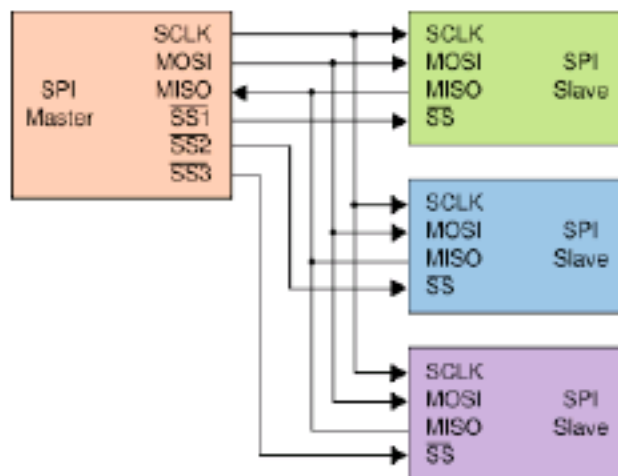 SPI
Master
SCLK
MOSI
MISO
SS1
SS2
SS3
SCLK
MOSI
MISO
SS
SPI
Slave
SCLK
MOSI
MISO
SS
SPI
Slave
SCLK
MOSI
MISO
SS
SPI
Slave